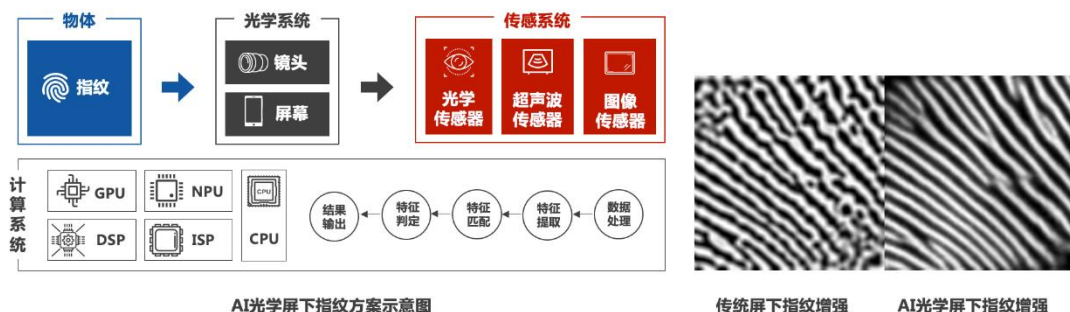 物体
指纹
光学系统
镜头
屏幕
传感系统
光学
传感器
超声波
传感器
图像
传感器
计算系统
GPU
NPU
DSP
ISP
CPU
CPU
结果
输出
特征
判定
特征
匹配
特征
提取
数据
处理
AI光学屏下指纹方案示意图
传统屏下指纹增强
AI光学屏下指纹增强